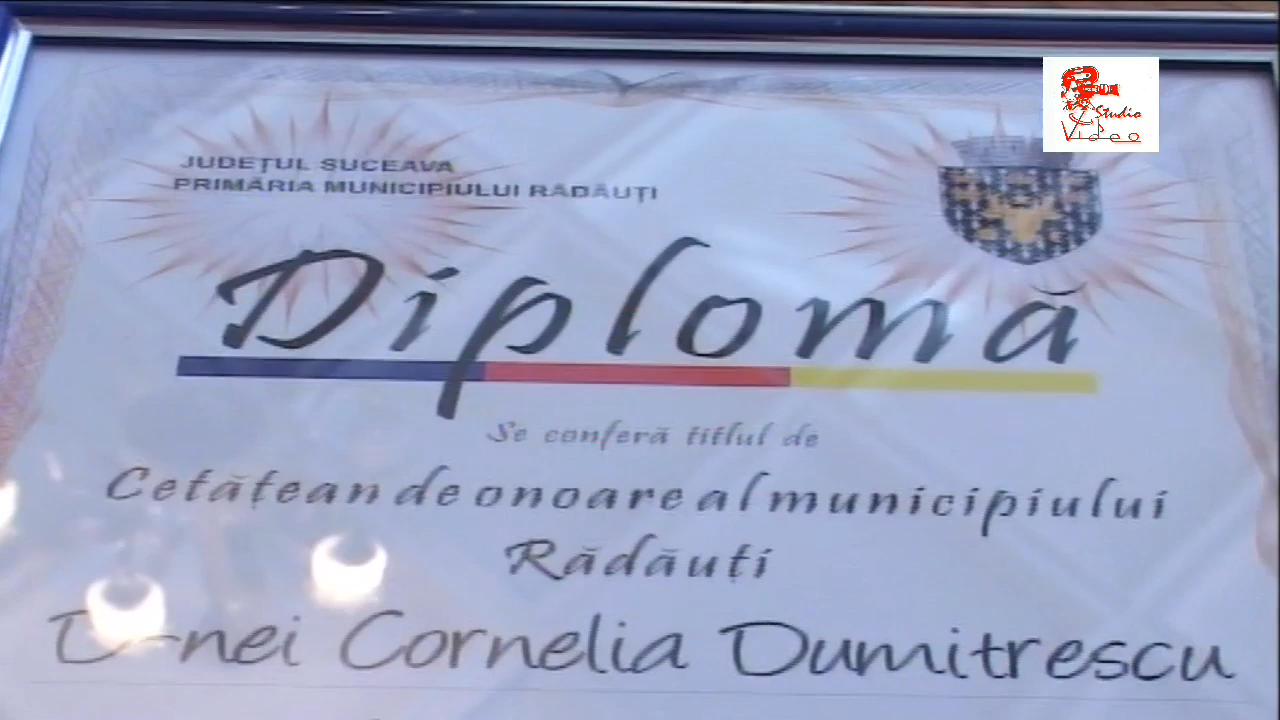 Studio
Video
JUDEȚUL SUCEAVA
PRIMĂRIA MUNICIPIULUI RĂDĂUȚI
Diplomă
Se conferă titlul de
Cetățean de onoare al municipiului
Rădăuți
D-nei Cornelia Dumitrescu